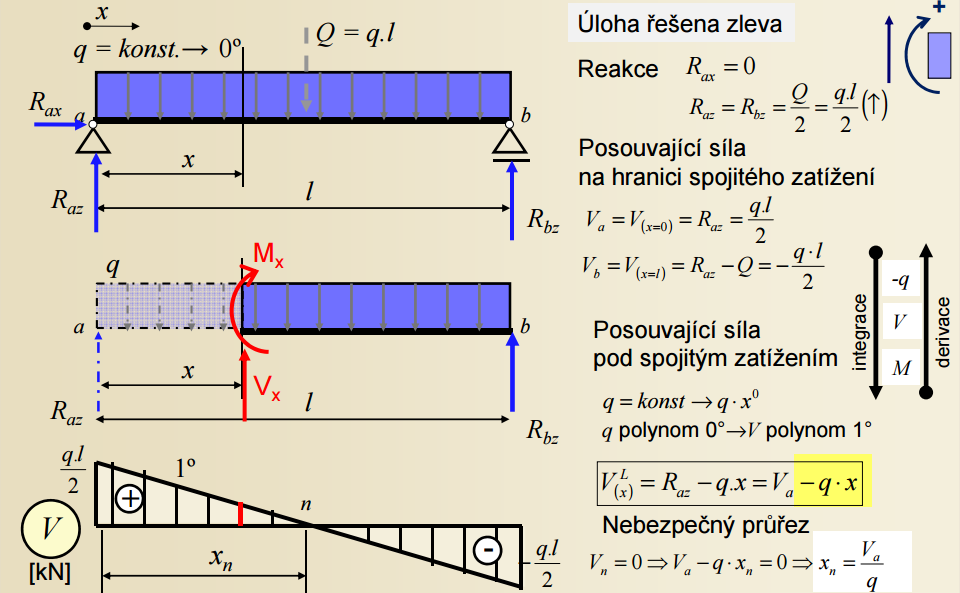 x
q = konst.→ 0º
Q = q.l
R_ax
a
b
x
l
R_az
R_bz
q
M_x
a
b
x
V_x
l
R_az
R_bz
q.l
2
1º
+
n
V
[kN]
x_n
-
- q.l
2
Úloha řešena zleva
+
Reakce R_ax = 0
R_az = R_bz = Q/2 = q.l/2 (↑)
Posouvající síla
na hranici spojitého zatížení
V_a = V_(x=0) = R_az = q.l/2
V_b = V_(x=l) = R_az − Q = − q·l/2
integrace
-q
V
M
derivace
Posouvající síla
pod spojitým zatížením
q = konst → q · x^0
q polynom 0°→V polynom 1°
V^L_(x) = R_az − q.x = V_a − q · x
Nebezpečný průřez
V_n = 0 ⇒ V_a − q · x_n = 0 ⇒ x_n = V_a/q